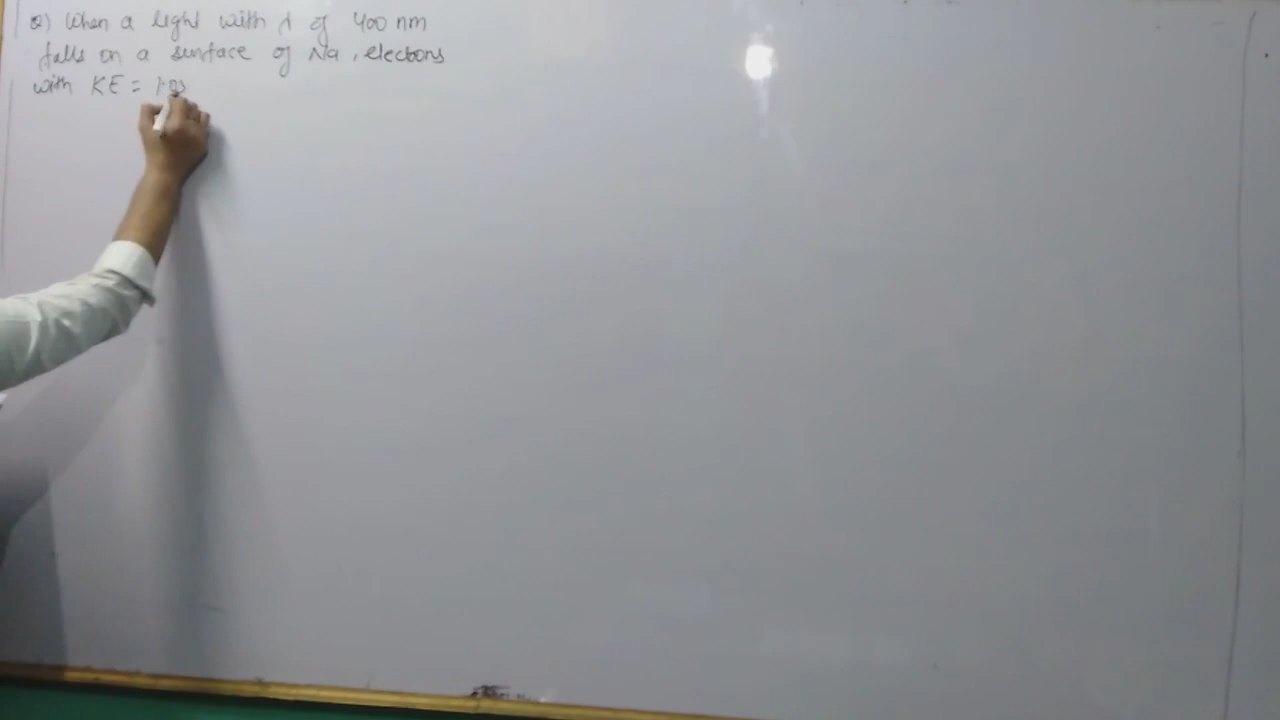 Q) When a light with λ of 400 nm
falls on a surface of Na, electrons
with KE =